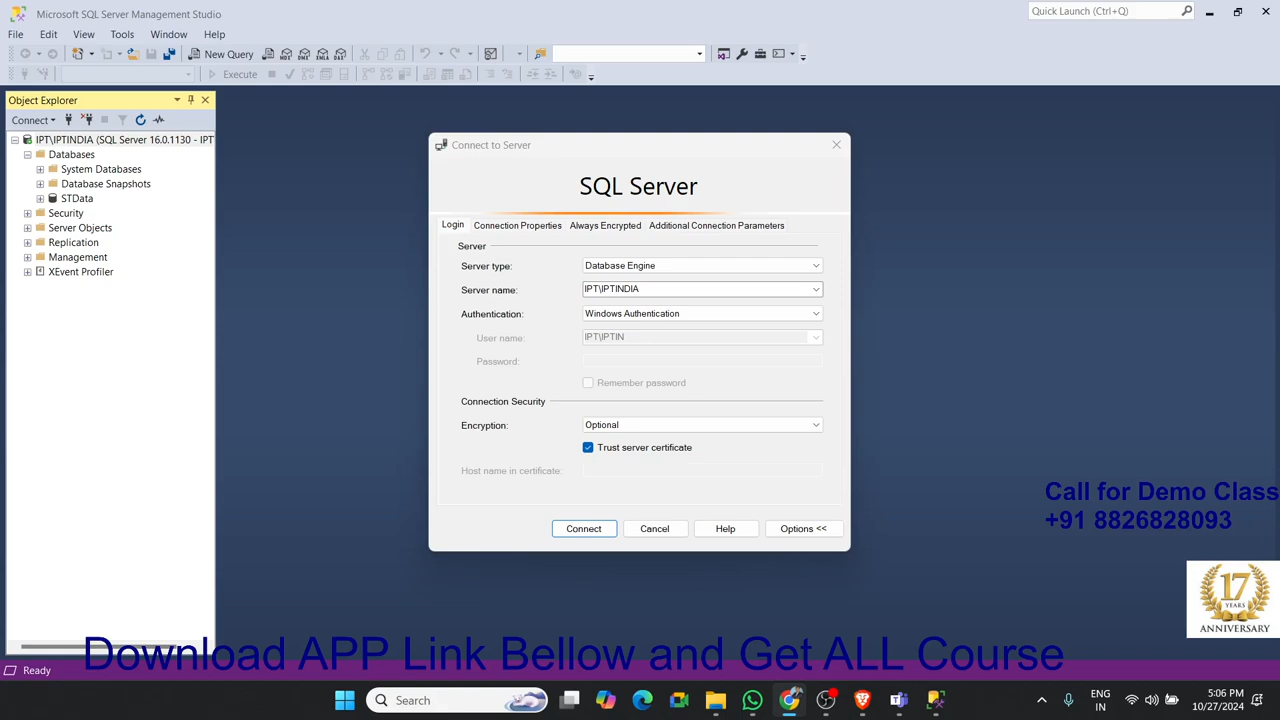 Microsoft SQL Server Management Studio
Quick Launch (Ctrl+Q)
File Edit View Tools Window Help
New Query
Execute
Object Explorer
Connect
IPT\IPTINDIA (SQL Server 16.0.1130 - IPT
Databases
System Databases
Database Snapshots
STData
Security
Server Objects
Replication
Management
XEvent Profiler
Connect to Server
SQL Server
Login Connection Properties Always Encrypted Additional Connection Parameters
Server
Server type: Database Engine
Server name: IPT\IPTINDIA
Authentication: Windows Authentication
User name: IPT\IPTIN
Password:
Remember password
Connection Security
Encryption: Optional
Trust server certificate
Host name in certificate:
Connect Cancel Help Options <<
Call for Demo Class
+91 8826828093
17
YEARS
ANNIVERSARY
Download APP Link Bellow and Get ALL Course
Ready
Search
ENG
IN
5:06 PM
10/27/2024